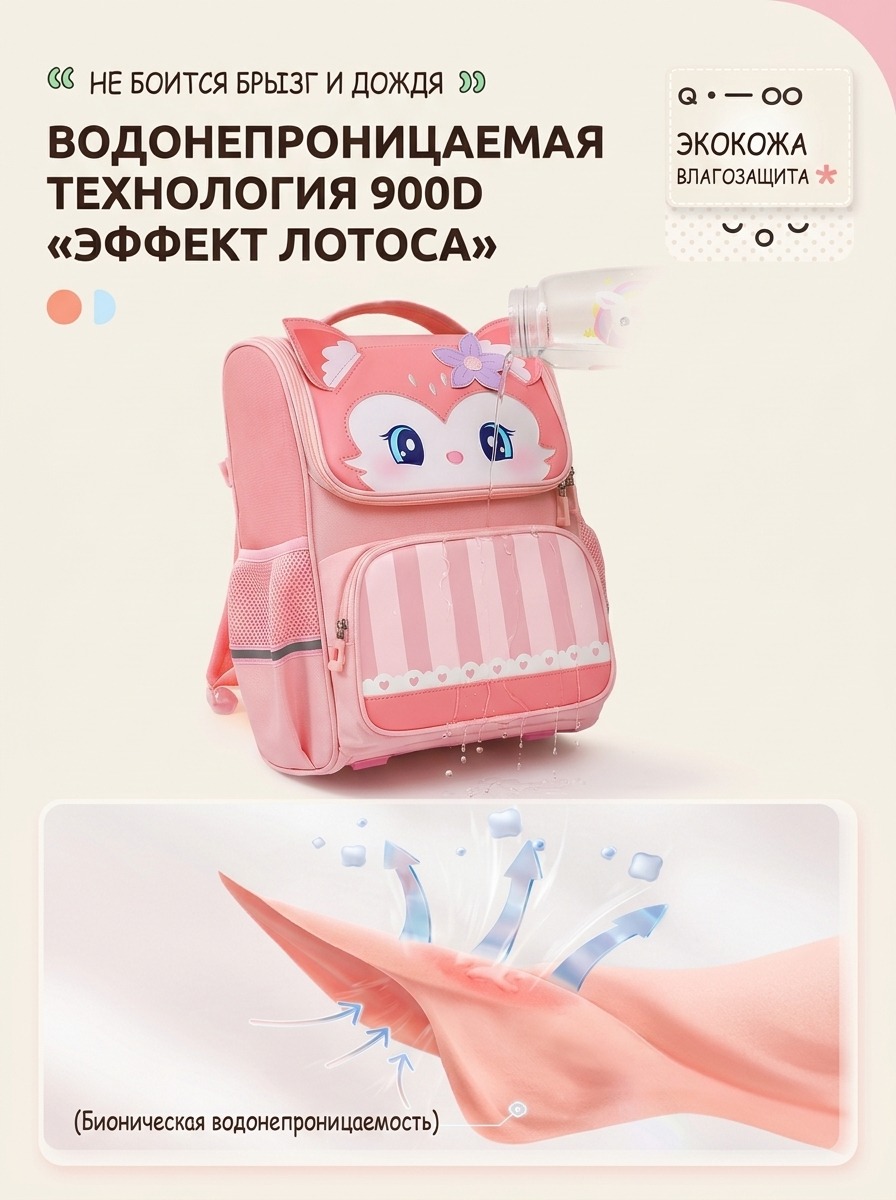 НЕ БОИТСЯ БРЫЗГ И ДОЖДЯ
ВОДОНЕПРОНИЦАЕМАЯ
ТЕХНОЛОГИЯ 900D
«ЭФФЕКТ ЛОТОСА»
Q • — OO
ЭКОКОЖА
ВЛАГОЗАЩИТА *
(Бионическая водонепроницаемость)